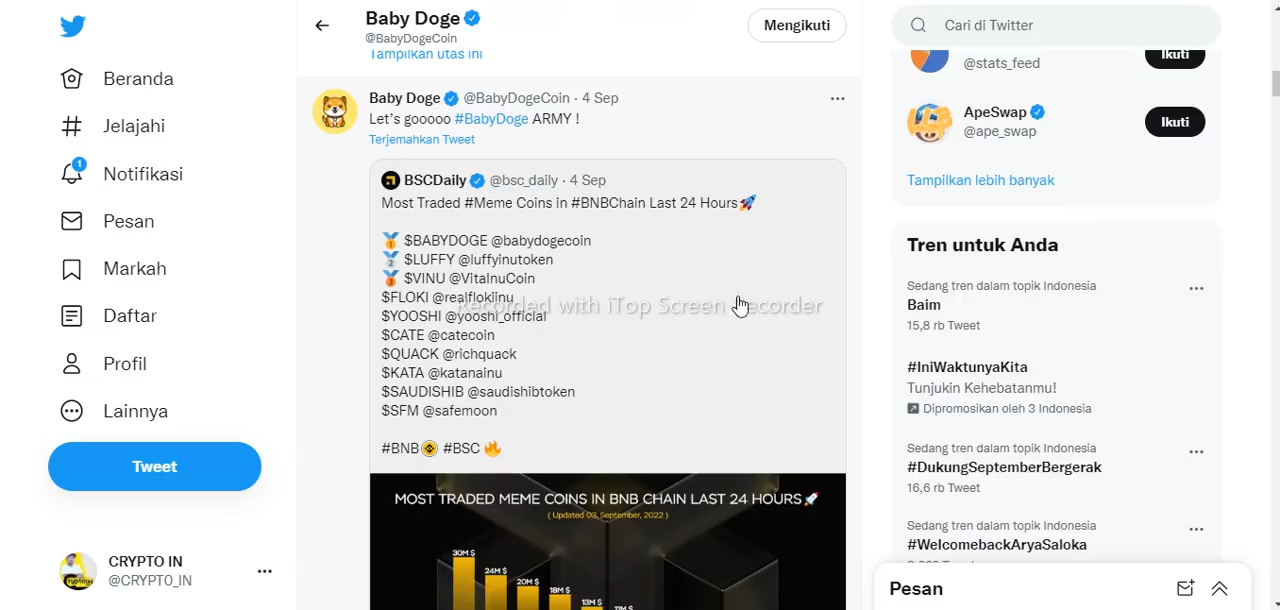 Beranda
Jelajahi
1
Notifikasi
Pesan
Markah
Daftar
Profil
Lainnya
Tweet
CRYPTO IN
@CRYPT0_IN
Baby Doge
@BabyDogeCoin
Mengikuti
Tampilkan utas ini
Baby Doge @BabyDogeCoin · 4 Sep
Let's gooooo #BabyDoge ARMY !
Terjemahkan Tweet
BSCDaily @bsc_daily · 4 Sep
Most Traded #Meme Coins in #BNBChain Last 24 Hours🚀
🥇 $BABYDOGE @babydogecoin
🥈 $LUFFY @luffyinutoken
🥉 $VINU @VitaInuCoin
$FLOKI @realflokiinu
$YOOSHI @yooshi_official
$CATE @catecoin
$QUACK @richquack
$KATA @katanainu
$SAUDISHIB @saudishibtoken
$SFM @safemoon
#BNB #BSC 🔥
MOST TRADED MEME COINS IN BNB CHAIN LAST 24 HOURS🚀
( Updated 03, September, 2022 )
30M $
24M $
20M $
18M $
13M $
11M $
Recorded with iTop Screen Recorder
Cari di Twitter
@stats_feed
Ikuti
ApeSwap
@ape_swap
Ikuti
Tampilkan lebih banyak
Tren untuk Anda
Sedang tren dalam topik Indonesia
Baim
15,8 rb Tweet
#IniWaktunyaKita
Tunjukin Kehebatanmu!
Dipromosikan oleh 3 Indonesia
Sedang tren dalam topik Indonesia
#DukungSeptemberBergerak
16,6 rb Tweet
Sedang tren dalam topik Indonesia
#WelcomebackAryaSaloka
Pesan